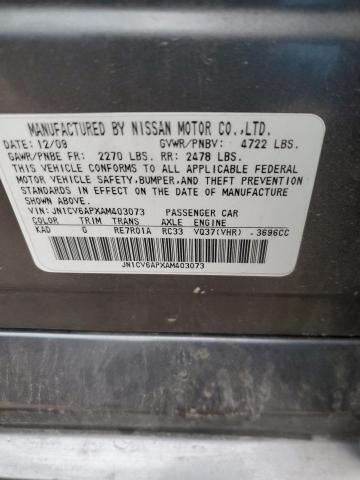 MANUFACTURED BY NISSAN MOTOR CO.,LTD.
DATE: 12/09 GVWR/PNBV: 4722 LBS.
GAWR/PNBE FR: 2270 LBS. RR: 2478 LBS.
THIS VEHICLE CONFORMS TO ALL APPLICABLE FEDERAL
MOTOR VEHICLE SAFETY, BUMPER, AND THEFT PREVENTION
STANDARDS IN EFFECT ON THE DATE OF MANUFACTURE
SHOWN ABOVE.
VIN: JN1CV6APXAM403073 PASSENGER CAR
COLOR TRIM TRANS AXLE ENGINE
KAD G RE7R01A RC33 VQ37(VHR) 3696CC
JN1CV6APXAM403073